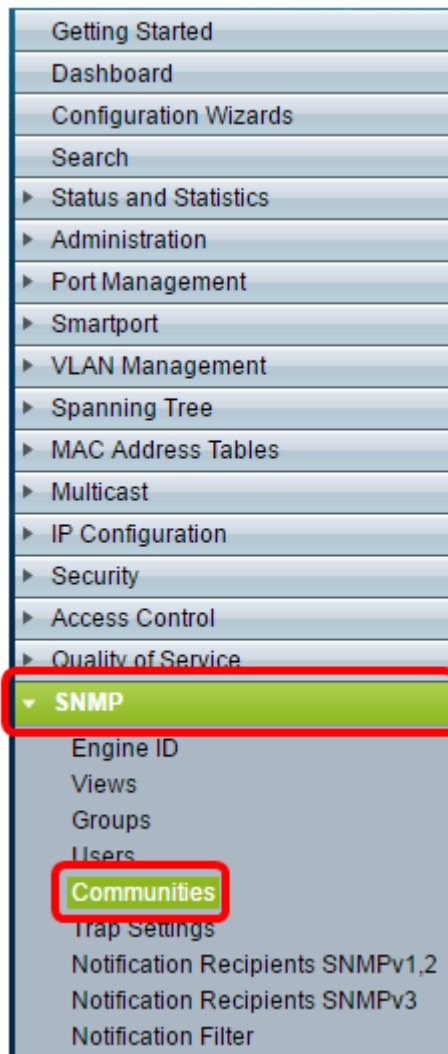 Getting Started
Dashboard
Configuration Wizards
Search
Status and Statistics
Administration
Port Management
Smartport
VLAN Management
Spanning Tree
MAC Address Tables
Multicast
IP Configuration
Security
Access Control
Quality of Service
SNMP
Engine ID
Views
Groups
Users
Communities
Trap Settings
Notification Recipients SNMPv1,2
Notification Recipients SNMPv3
Notification Filter